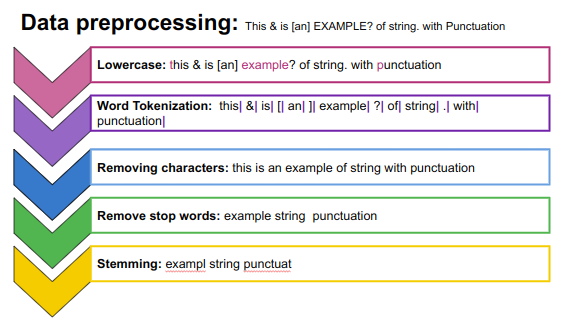 Data preprocessing: This & is [an] EXAMPLE? of string. with Punctuation
Lowercase: this & is [an] example? of string. with punctuation
Word Tokenization: this| &| is| [| an| ]| example| ?| of| string| .| with|
punctuation|
Removing characters: this is an example of string with punctuation
Remove stop words: example string punctuation
Stemming: exampl string punctuat